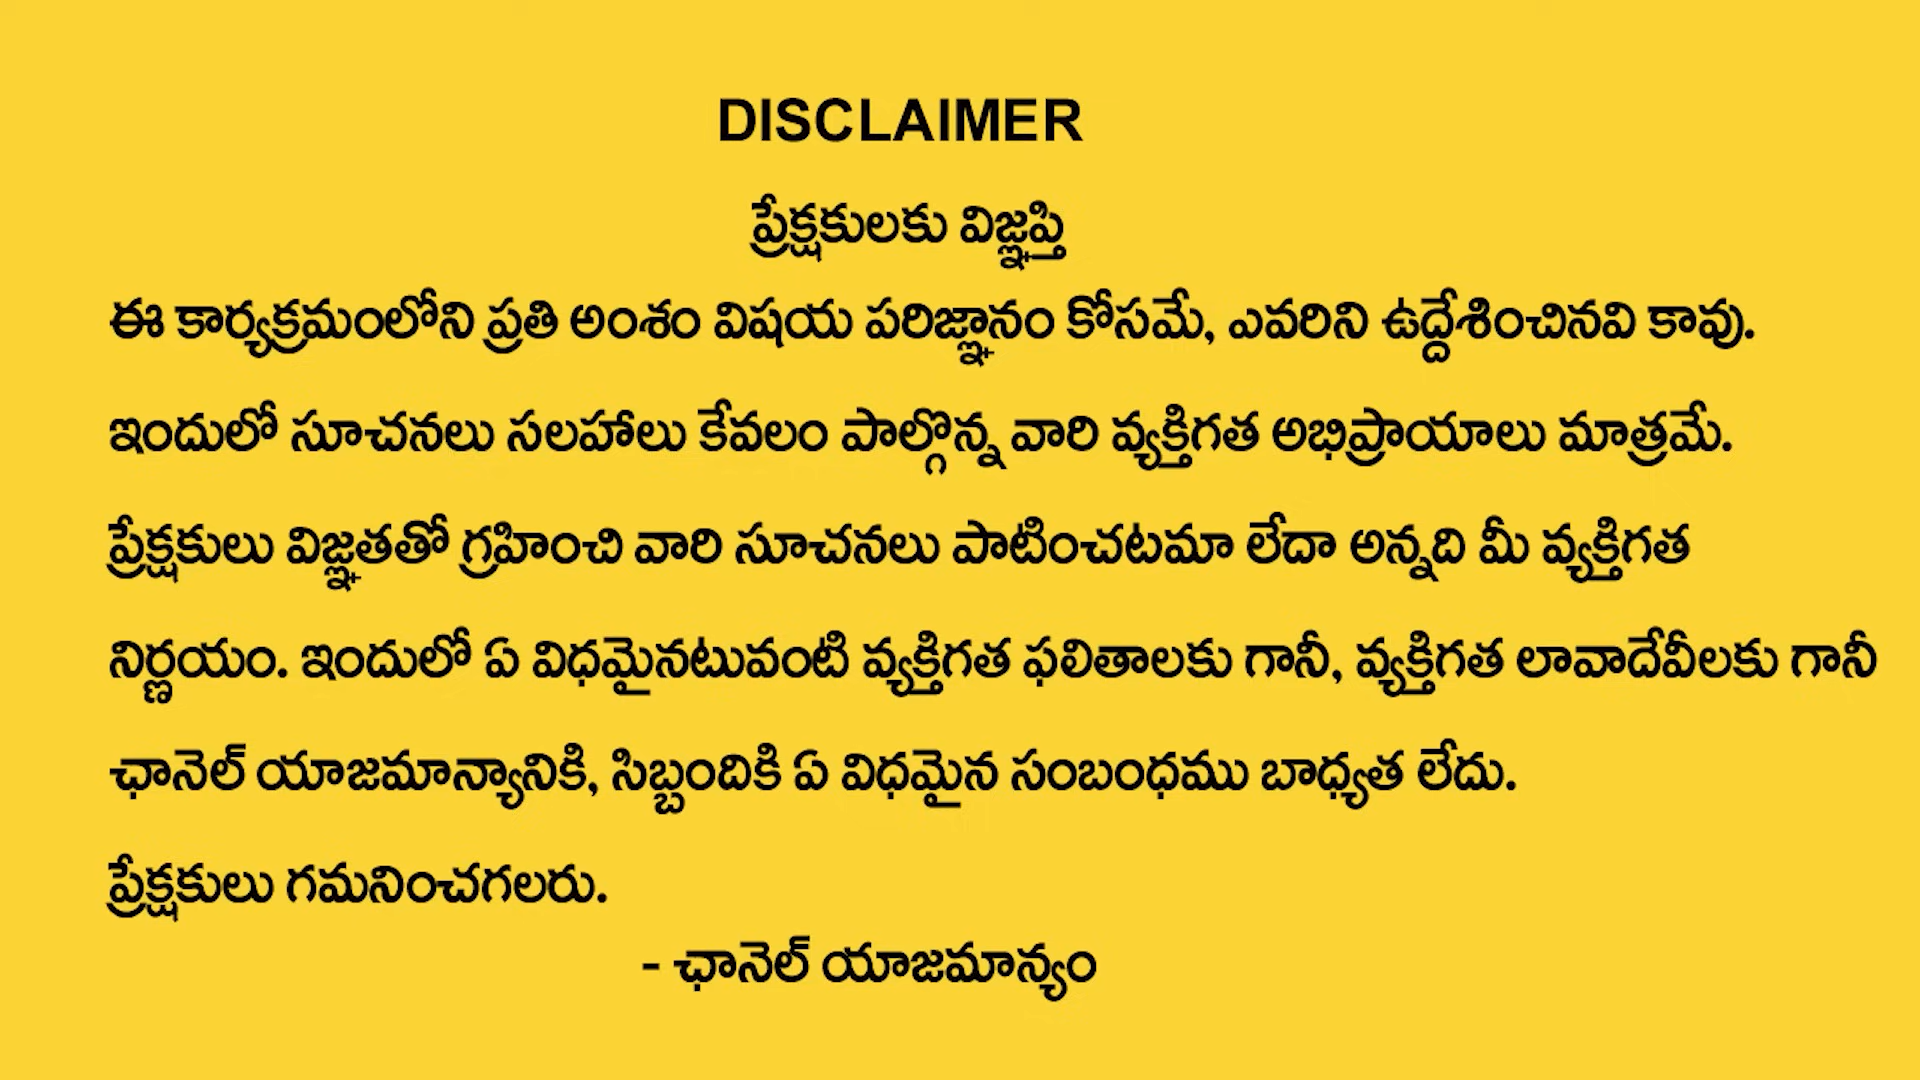 DISCLAIMER
ప్రేక్షకులకు విజ్ఞప్తి
ఈ కార్యక్రమంలోని ప్రతి అంశం విషయ పరిజ్ఞానం కోసమే, ఎవరిని ఉద్దేశించినవి కావు.
ఇందులో సూచనలు సలహాలు కేవలం పాల్గొన్న వారి వ్యక్తిగత అభిప్రాయాలు మాత్రమే.
ప్రేక్షకులు విజ్ఞతతో గ్రహించి వారి సూచనలు పాటించటమా లేదా అన్నది మీ వ్యక్తిగత
నిర్ణయం. ఇందులో ఏ విధమైనటువంటి వ్యక్తిగత ఫలితాలకు గానీ, వ్యక్తిగత లావాదేవీలకు గానీ
ఛానెల్ యాజమాన్యానికి, సిబ్బందికి ఏ విధమైన సంబంధము బాధ్యత లేదు.
ప్రేక్షకులు గమనించగలరు.
- ఛానెల్ యాజమాన్యం